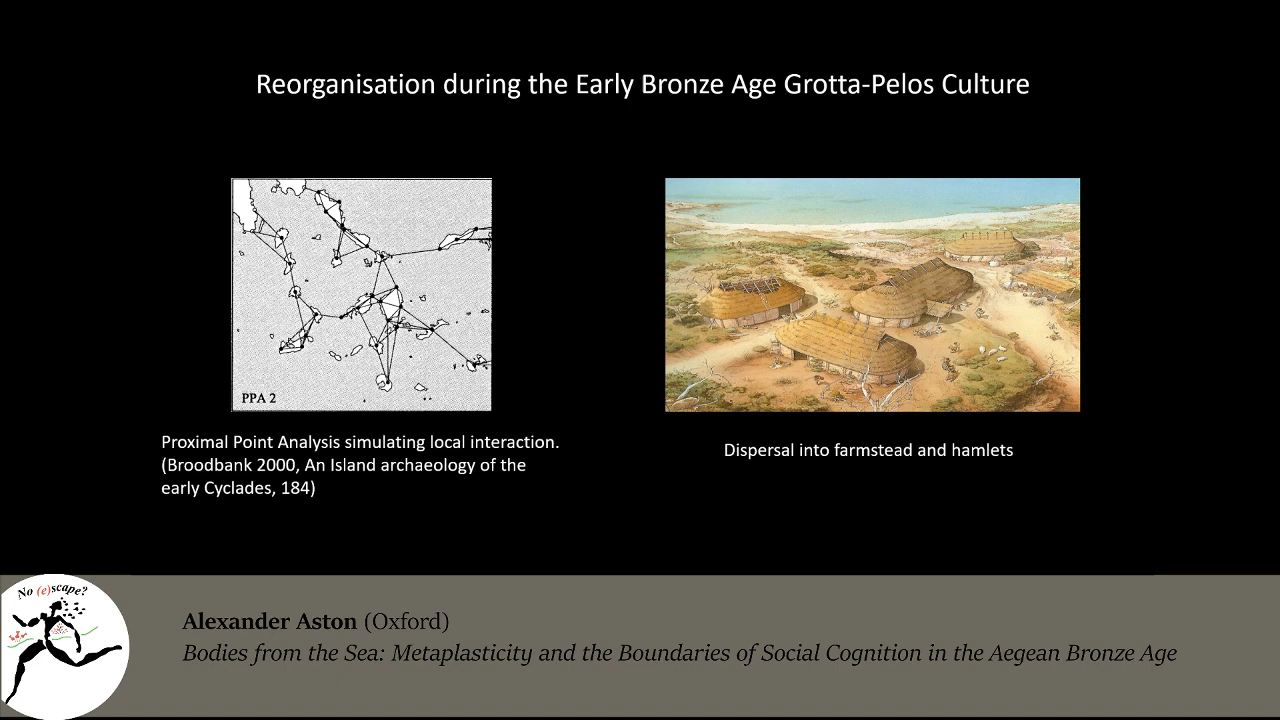 Reorganisation during the Early Bronze Age Grotta-Pelos Culture
PPA 2
Proximal Point Analysis simulating local interaction.
(Broodbank 2000, An Island archaeology of the
early Cyclades, 184)
Dispersal into farmstead and hamlets
No (e)scape?
Alexander Aston (Oxford)
Bodies from the Sea: Metaplasticity and the Boundaries of Social Cognition in the Aegean Bronze Age